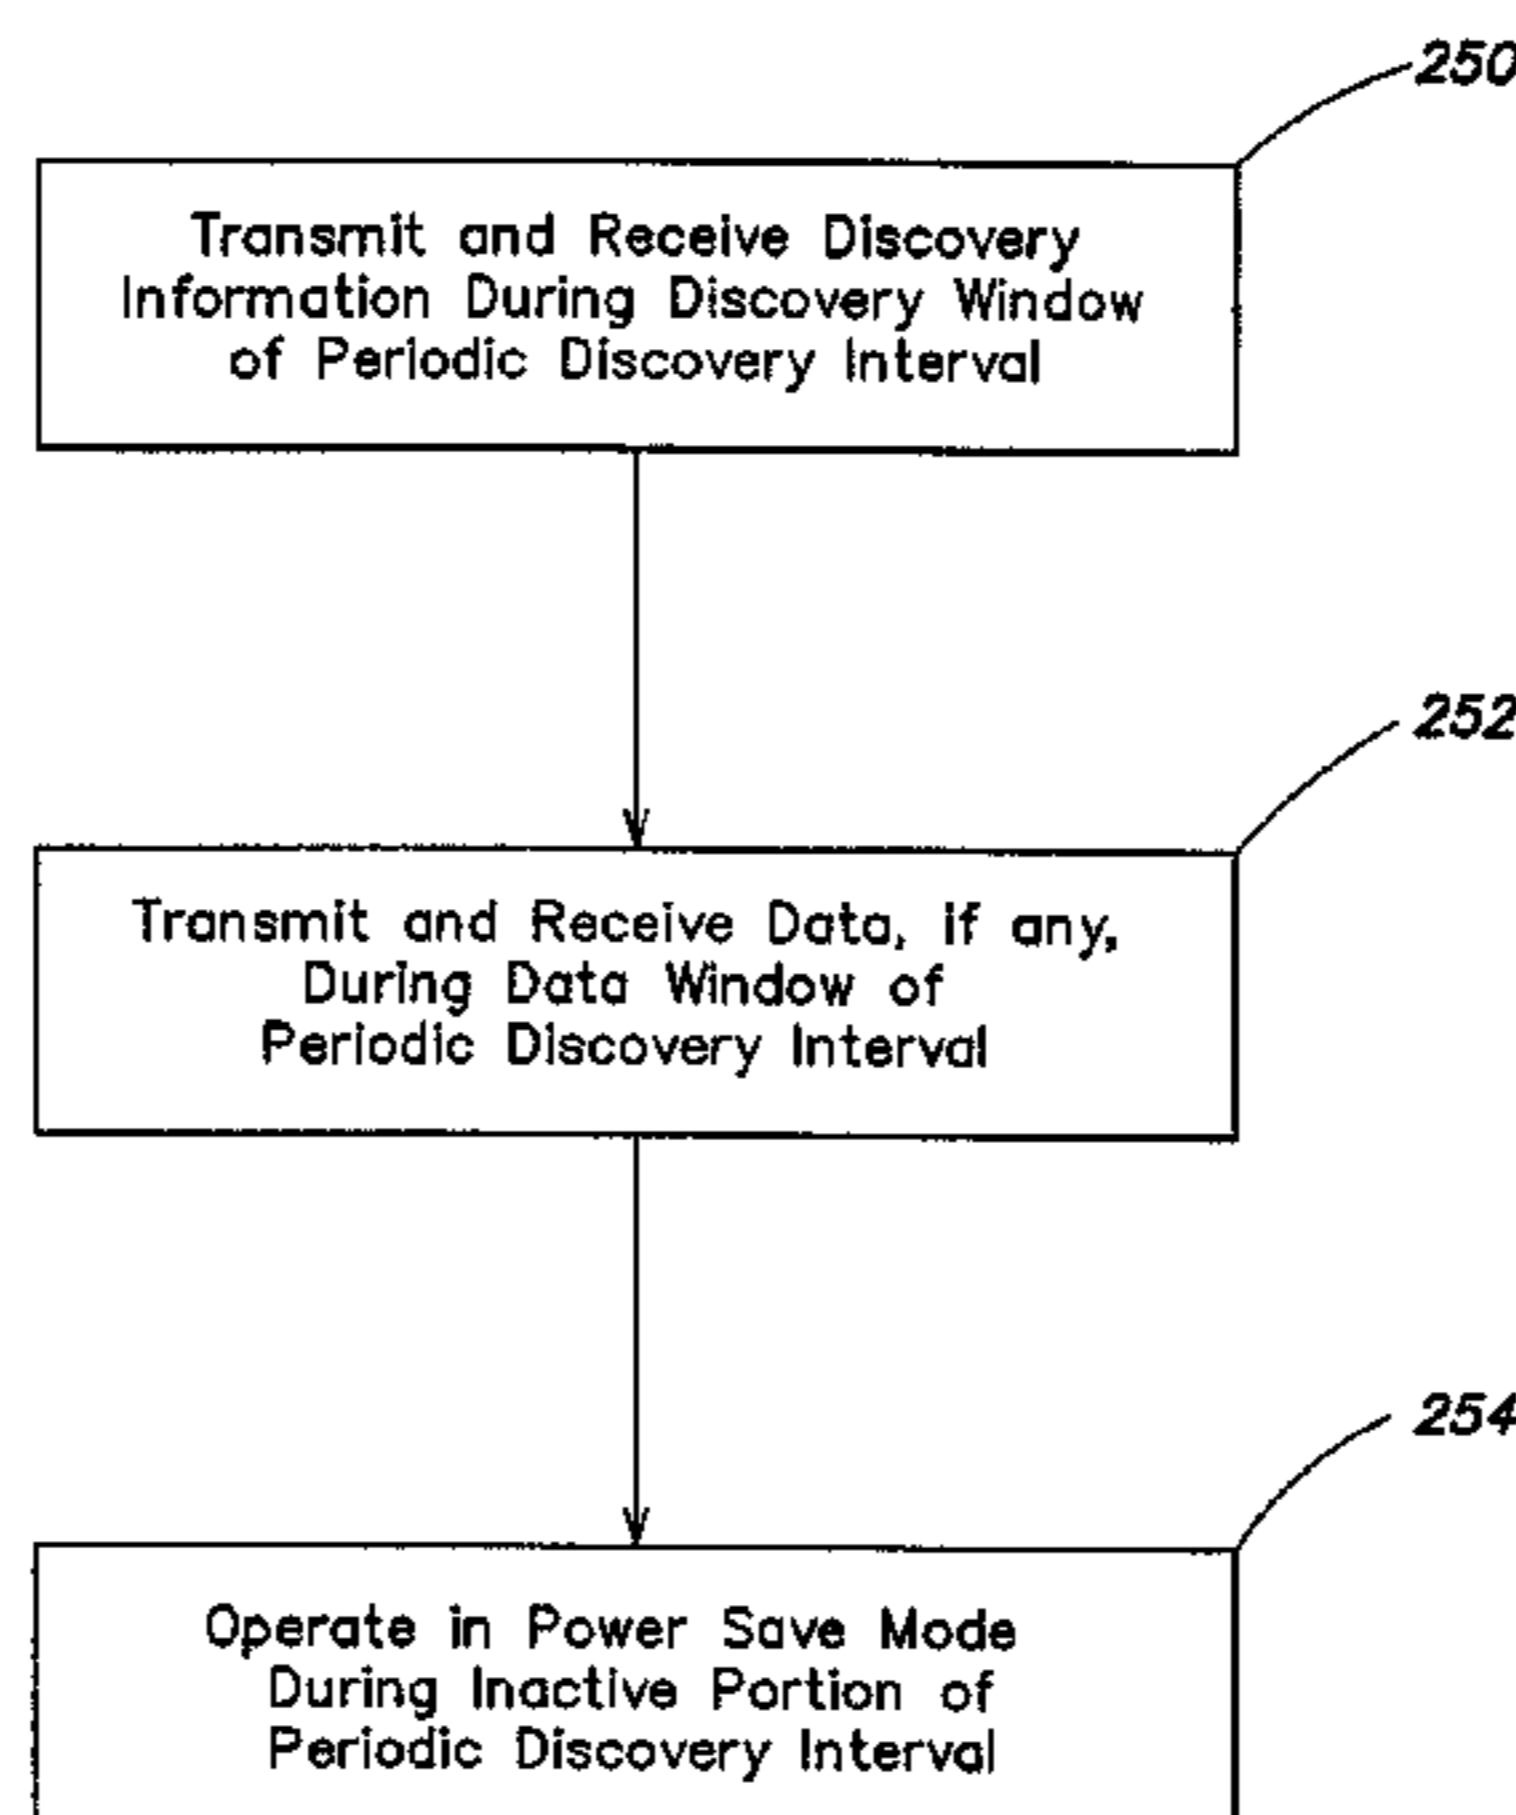 250
Transmit and Receive Discovery
Information During Discovery Window
of Periodic Discovery Interval
252
Transmit and Receive Data, if any,
During Data Window of
Periodic Discovery Interval
254
Operate in Power Save Mode
During Inactive Portion of
Periodic Discovery Interval